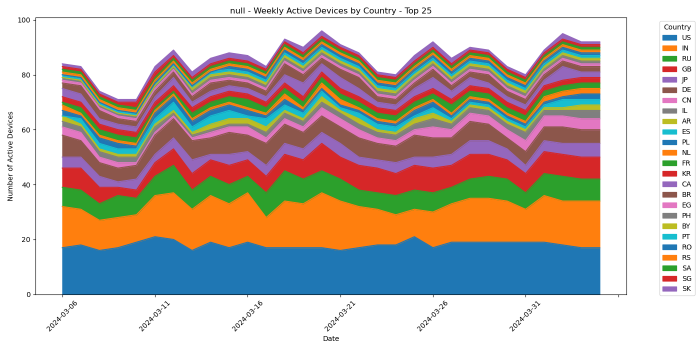 null - Weekly Active Devices by Country - Top 25
Number of Active Devices
100
80
60
40
20
0
2024-03-06
2024-03-11
2024-03-16
2024-03-21
2024-03-26
2024-03-31
Date
US
IN
RU
GB
JP
DE
CN
IL
AR
ES
PL
NL
FR
KR
CA
BR
EG
PH
BY
PT
RO
RS
SA
SG
SK